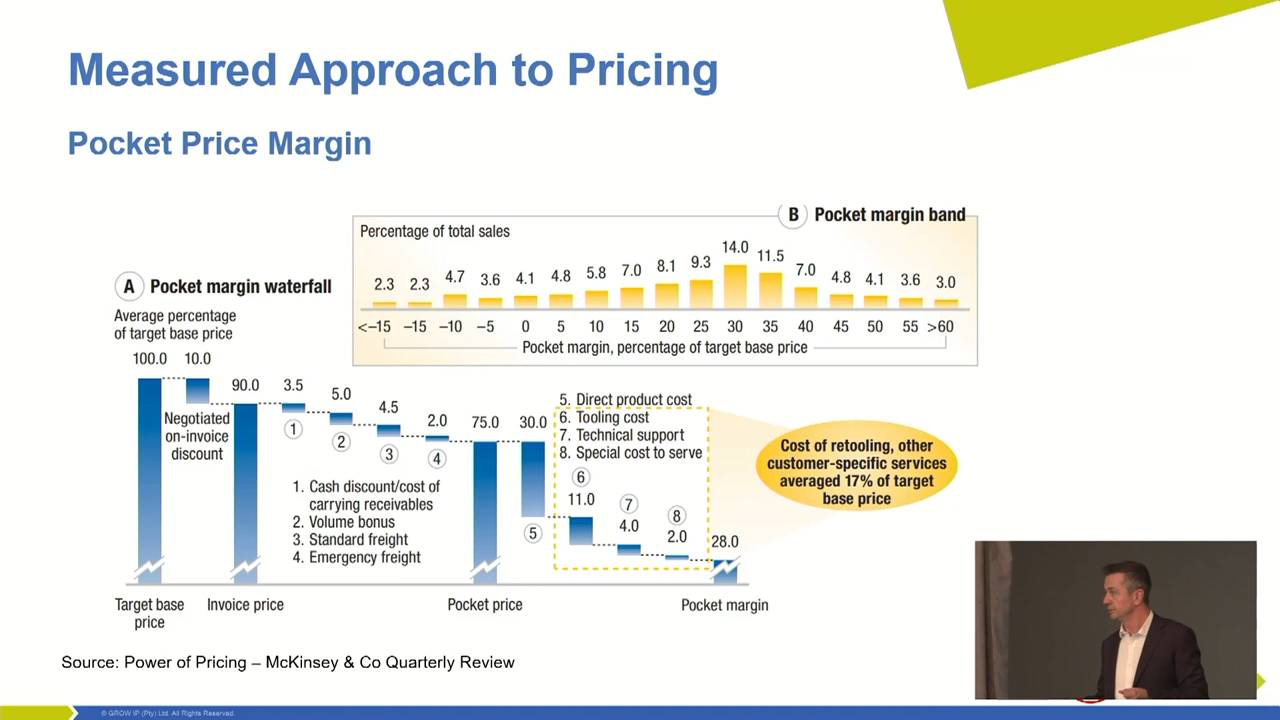 Measured Approach to Pricing
Pocket Price Margin
B Pocket margin band
Percentage of total sales
2.3 2.3 4.7 3.6 4.1 4.8 5.8 7.0 8.1 9.3 14.0 11.5 7.0 4.8 4.1 3.6 3.0
<–15 –15 –10 –5 0 5 10 15 20 25 30 35 40 45 50 55 >60
Pocket margin, percentage of target base price
A Pocket margin waterfall
Average percentage
of target base price
100.0 10.0 90.0 3.5 5.0 4.5 2.0 75.0 30.0
Negotiated
on-invoice
discount
1 2 3 4
1. Cash discount/cost of
carrying receivables
2. Volume bonus
3. Standard freight
4. Emergency freight
5. Direct product cost
6. Tooling cost
7. Technical support
8. Special cost to serve
5 6 7 8
11.0 4.0 2.0 28.0
Cost of retooling, other
customer-specific services
averaged 17% of target
base price
Target base
price
Invoice price
Pocket price
Pocket margin
Source: Power of Pricing – McKinsey & Co Quarterly Review
© GROW IP (Pty) Ltd. All Rights Reserved.